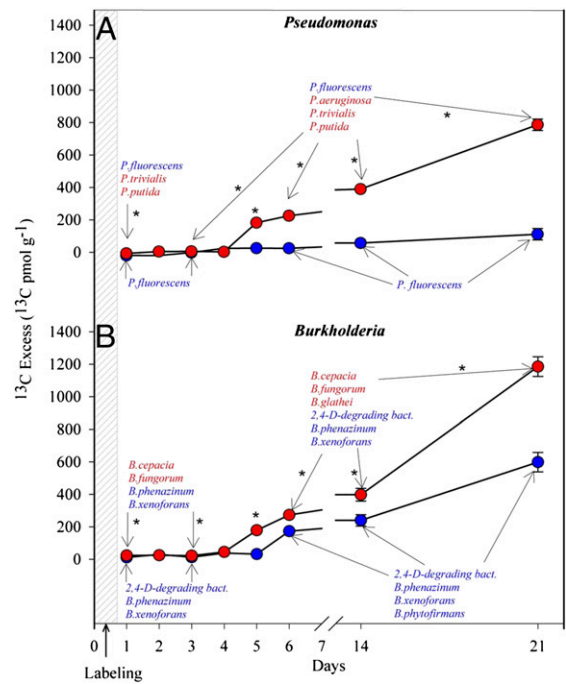 A
Pseudomonas
1400
1200
1000
800
600
400
200
0
P.fluorescens
P.aeruginosa
P.trivialis
P.putida
*
*
*
*
*
P.fluorescens
P.trivialis
P.putida
*
P.fluorescens
P. fluorescens
13C Excess (13C pmol g-1)
B
Burkholderia
1400
1200
1000
800
600
400
200
0
B.cepacia
B.fungorum
B.glathei
2,4-D-degrading bact.
B.phenazinum
B.xenoforans
*
*
*
*
B.cepacia
B.fungorum
B.phenazinum
B.xenoforans
*
*
2,4-D-degrading bact.
B.phenazinum
B.xenoforans
2,4-D-degrading bact.
B.phenazinum
B.xenoforans
B.phytofirmans
0 1 2 3 4 5 6 7 14 21
Labeling
Days